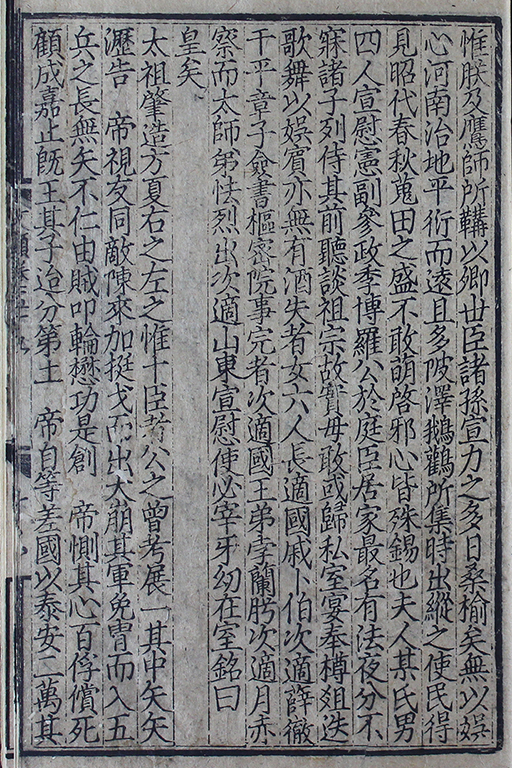 惟朕及鷹師所鞲以卿世臣諸孫宣力之多日桑榆矣無以娛
心河南治地平衍而遠且多陂澤鵝鸛所集時出縱之使民得
見昭代春秋蒐田之盛不敢萌啓邪心皆殊錫也夫人某氏男
四人宣慰憲副參政季博羅公於庭臣居家最名有法夜分不
寐諸子列侍其前聽談祖宗故實毋敢或歸私室宴奉樽爼迭
歌舞以娛賓亦無有酒失者女六人長適國戚卜伯次適薛徹
干平章子僉書樞密院事完者次適國王弟孛蘭肹次適月赤
察而太師弟怯烈出次適山東宣慰使必宰牙幼在室銘曰
皇矣
太祖肇造方夏右之左之惟十臣者公之曾考展一其中矢矢
瀝告 帝視友同敵陳來加挺戈而出大崩其軍免冑而入五
兵之長無矢不仁由賊叩輪懋功是創 帝惻其心百俘償死
顧成嘉止旣王其子迨分第土 帝自等差國以泰安二萬其